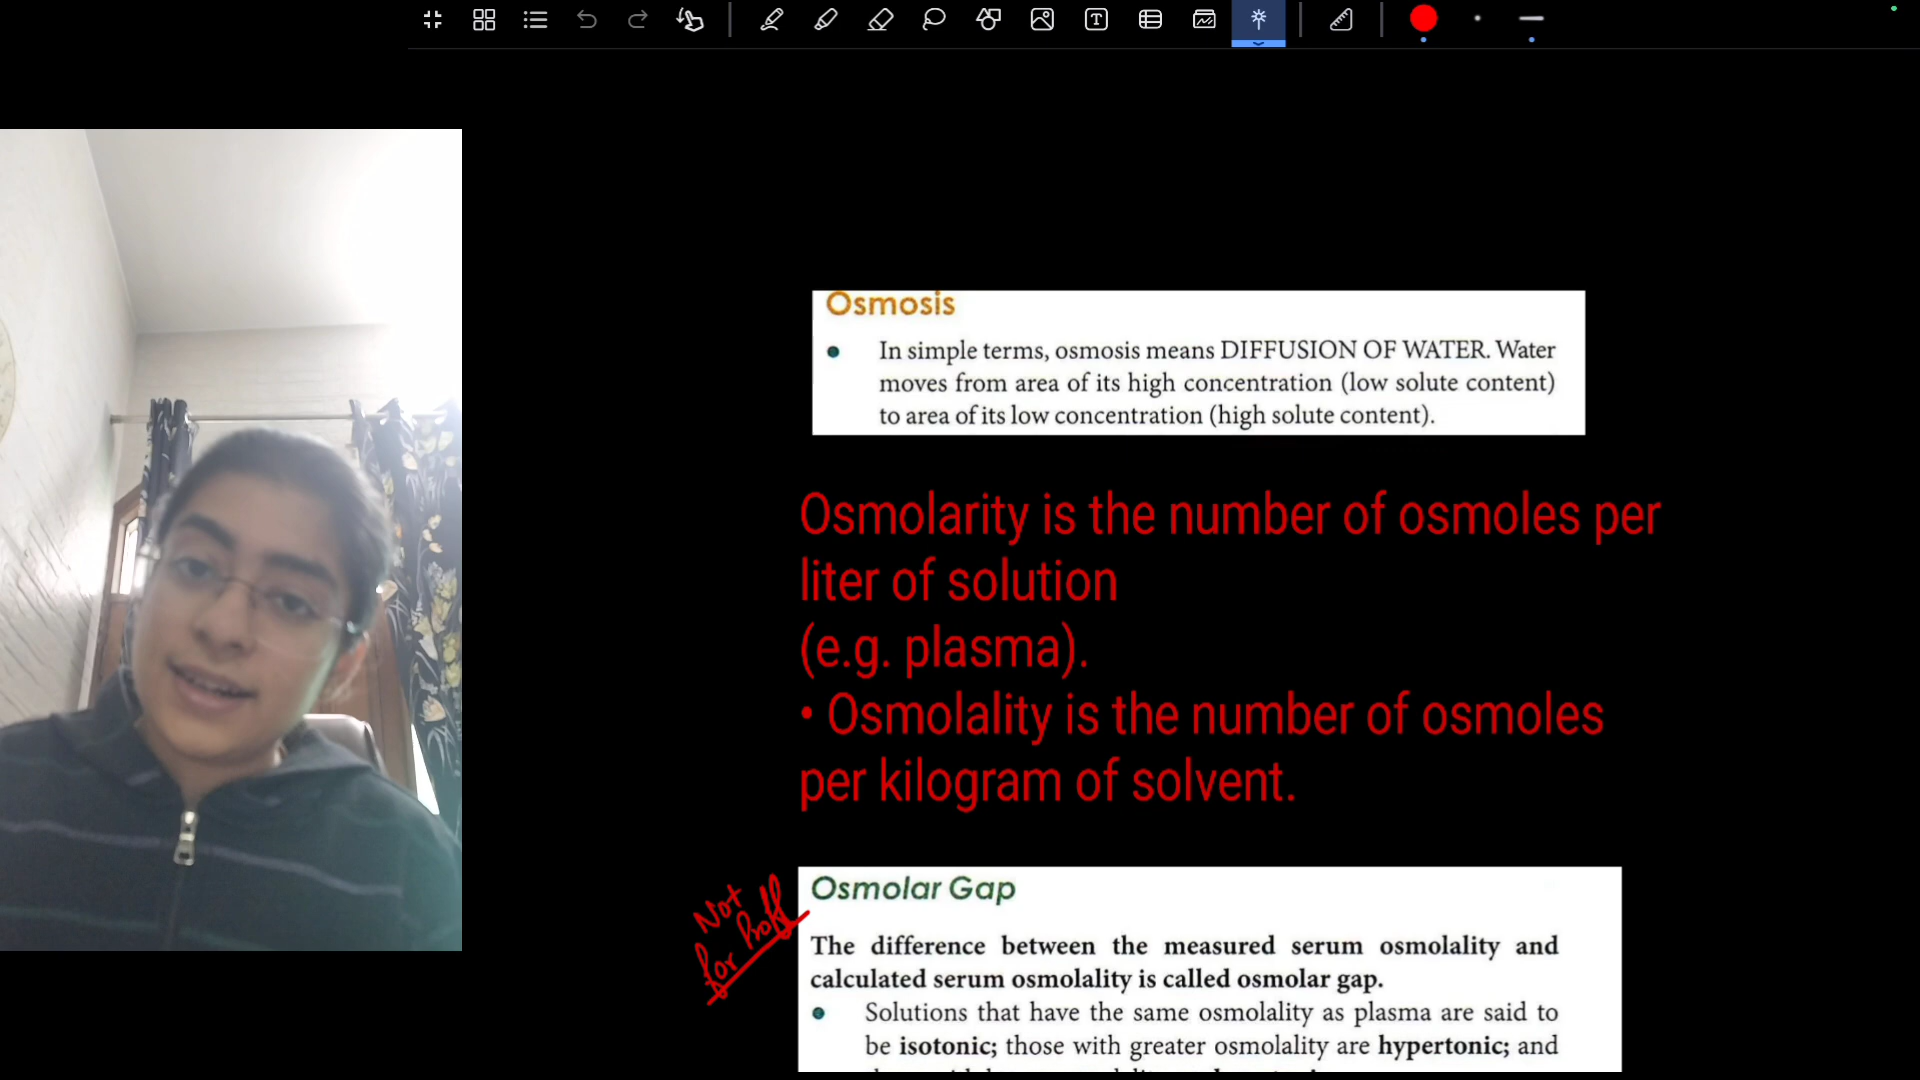 Osmosis
• In simple terms, osmosis means DIFFUSION OF WATER. Water
moves from area of its high concentration (low solute content)
to area of its low concentration (high solute content).
Osmolarity is the number of osmoles per
liter of solution
(e.g. plasma).
• Osmolality is the number of osmoles
per kilogram of solvent.
Not
for Proff
Osmolar Gap
The difference between the measured serum osmolality and
calculated serum osmolality is called osmolar gap.
• Solutions that have the same osmolality as plasma are said to
be isotonic; those with greater osmolality are hypertonic; and